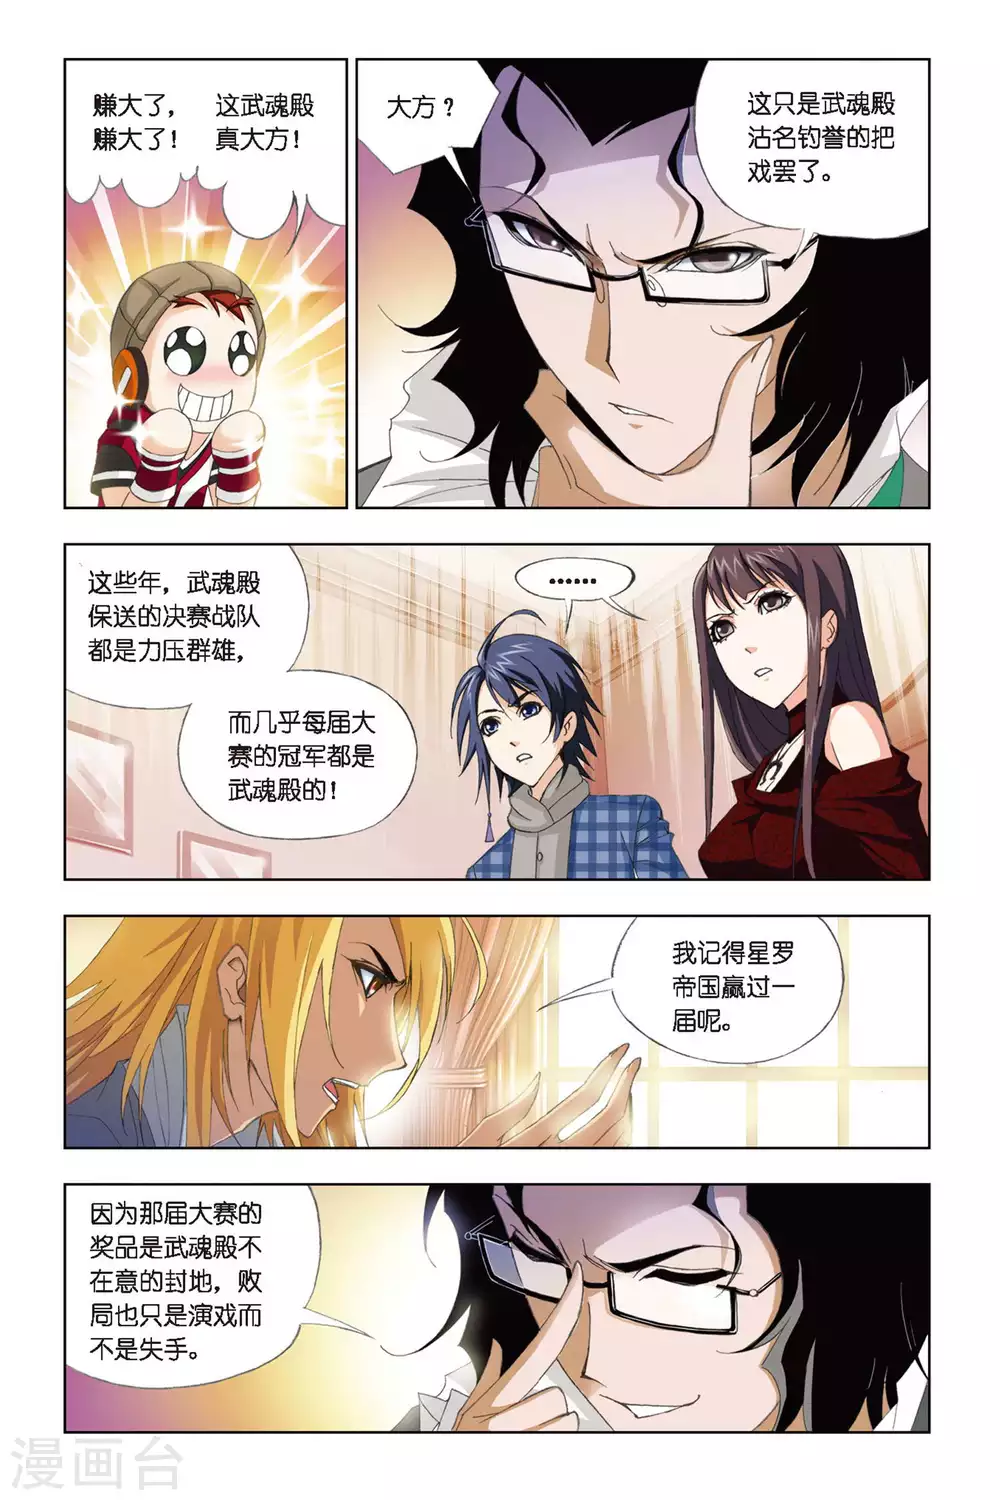 赚大了，
赚大了！
这武魂殿
真大方！
大方？
这只是武魂殿
沽名钓誉的把
戏罢了。
这些年，武魂殿
保送的决赛战队
都是力压群雄，
而几乎每届大
赛的冠军都是
武魂殿的！
……
我记得星罗
帝国赢过一
届呢。
因为那届大赛的
奖品是武魂殿不
在意的封地，败
局也只是演戏而
不是失手。
漫画台